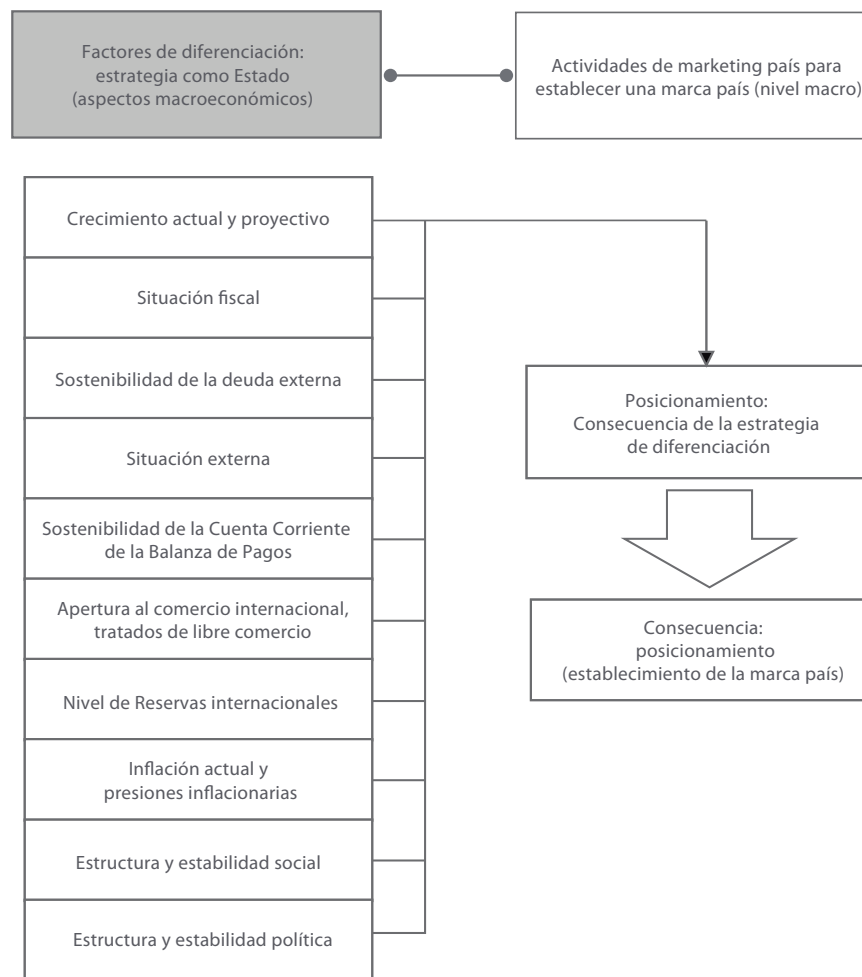 Factores de diferenciación:
estrategia como Estado
(aspectos macroeconómicos)
Actividades de marketing país para
establecer una marca país (nivel macro)
Crecimiento actual y proyectivo
Situación fiscal
Sostenibilidad de la deuda externa
Situación externa
Sostenibilidad de la Cuenta Corriente
de la Balanza de Pagos
Apertura al comercio internacional,
tratados de libre comercio
Nivel de Reservas internacionales
Inflación actual y
presiones inflacionarias
Estructura y estabilidad social
Estructura y estabilidad política
Posicionamiento:
Consecuencia de la estrategia
de diferenciación
Consecuencia:
posicionamiento
(establecimiento de la marca país)